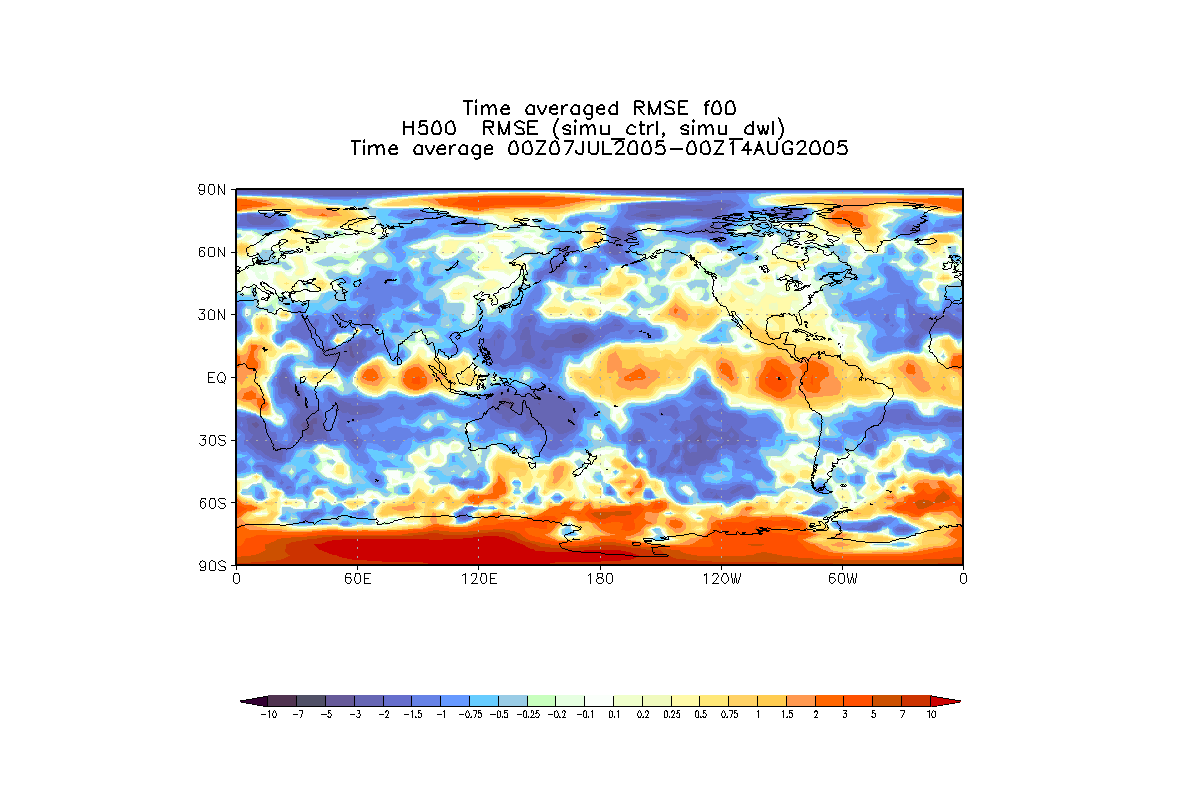 Time averaged RMSE f00
H500 RMSE (simu_ctrl, simu_dwl)
Time average 00Z07JUL2005-00Z14AUG2005
90N
60N
30N
EQ
30S
60S
90S
0 60E 120E 180 120W 60W 0
-10 -7 -5 -3 -2 -1.5 -1 -0.75 -0.5 -0.25 -0.2 -0.1 0.1 0.2 0.25 0.5 0.75 1 1.5 2 3 5 7 10